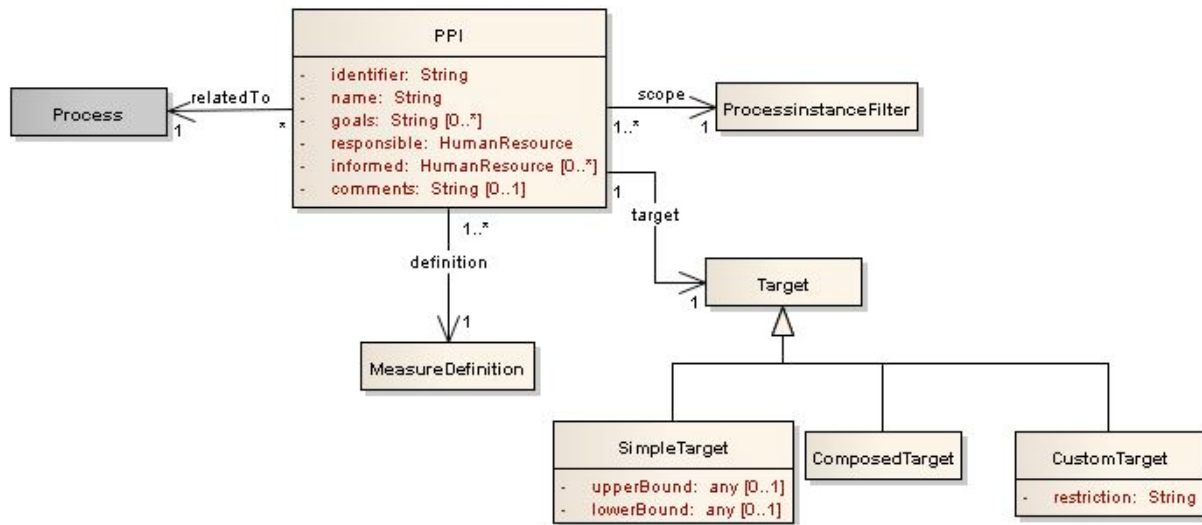 PPI
- identifier: String
- name: String
- goals: String [0..*]
- responsible: HumanResource
- informed: HumanResource [0..*]
- comments: String [0..1]
Process
relatedTo
1
*
scope
1..*
1
ProcessinstanceFilter
1
target
1
Target
1..*
definition
1
MeasureDefinition
SimpleTarget
- upperBound: any [0..1]
- lowerBound: any [0..1]
ComposedTarget
CustomTarget
- restriction: String